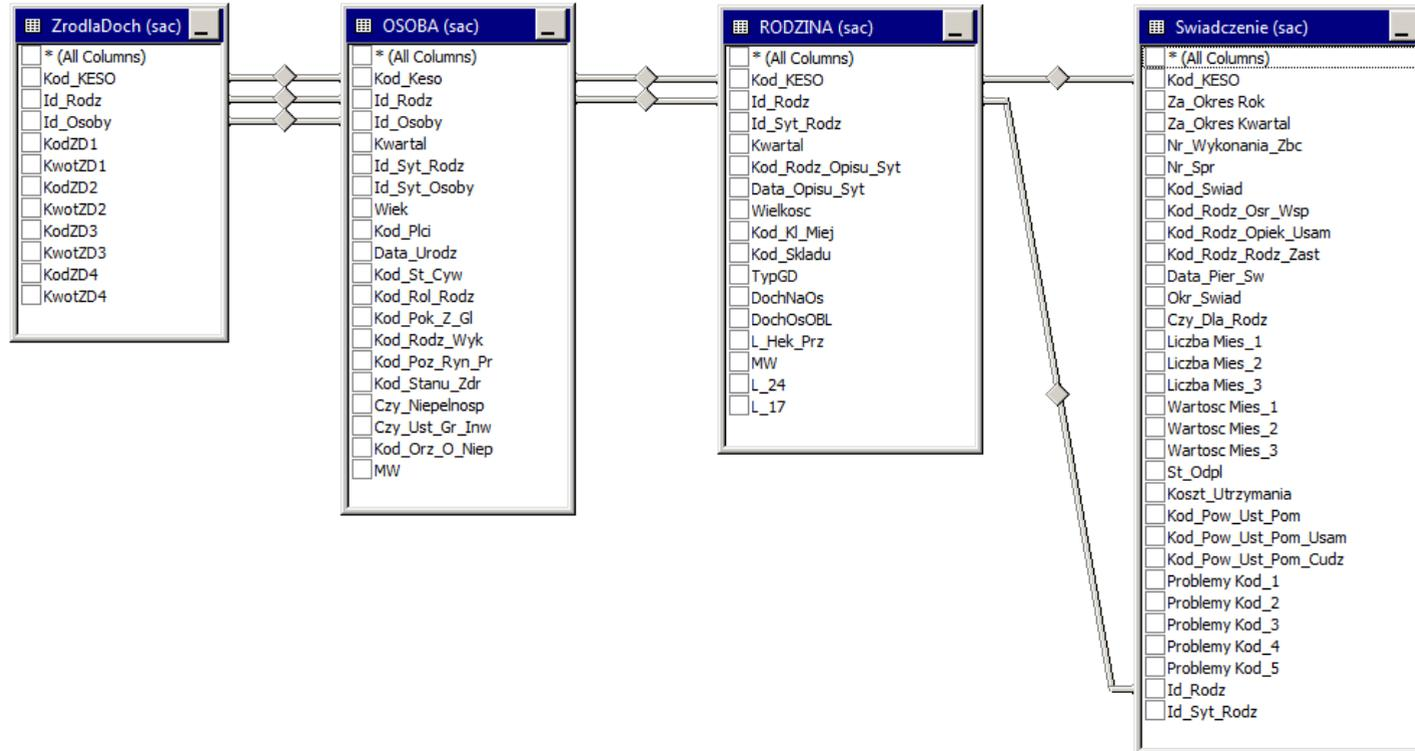 ZrodlaDoch (sac)
* (All Columns)
Kod_KESO
Id_Rodz
Id_Osoby
KodZD1
KwotZD1
KodZD2
KwotZD2
KodZD3
KwotZD3
KodZD4
KwotZD4
OSOBA (sac)
* (All Columns)
Kod_Keso
Id_Rodz
Id_Osoby
Kwartal
Id_Syt_Rodz
Id_Syt_Osoby
Wiek
Kod_Plci
Data_Urodz
Kod_St_Cyw
Kod_Rol_Rodz
Kod_Pok_Z_Gl
Kod_Rodz_Wyk
Kod_Poz_Ryn_Pr
Kod_Stanu_Zdr
Czy_Niepelnosp
Czy_Ust_Gr_Inw
Kod_Orz_O_Niep
MW
RODZINA (sac)
* (All Columns)
Kod_KESO
Id_Rodz
Id_Syt_Rodz
Kwartal
Kod_Rodz_Opisu_Syt
Data_Opisu_Syt
Wielkosc
Kod_Kl_Miej
Kod_Skladu
TypGD
DochNaOs
DochOsOBL
L_Hek_Prz
MW
L_24
L_17
Swiadczenie (sac)
* (All Columns)
Kod_KESO
Za_Okres Rok
Za_Okres Kwartal
Nr_Wykonania_Zbc
Nr_Spr
Kod_Swiad
Kod_Rodz_Osr_Wsp
Kod_Rodz_Opiek_Usam
Kod_Rodz_Rodz_Zast
Data_Pier_Sw
Okr_Swiad
Czy_Dla_Rodz
Liczba Mies_1
Liczba Mies_2
Liczba Mies_3
Wartosc Mies_1
Wartosc Mies_2
Wartosc Mies_3
St_Odpl
Koszt_Utrzymania
Kod_Pow_Ust_Pom
Kod_Pow_Ust_Pom_Usam
Kod_Pow_Ust_Pom_Cudz
Problemy Kod_1
Problemy Kod_2
Problemy Kod_3
Problemy Kod_4
Problemy Kod_5
Id_Rodz
Id_Syt_Rodz